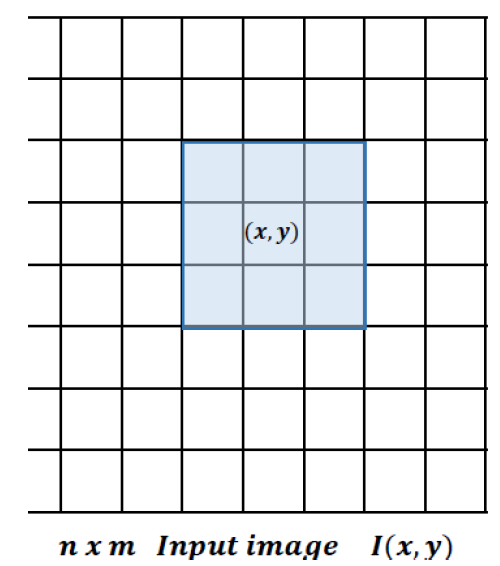 (x, y)
n x m Input image I(x, y)